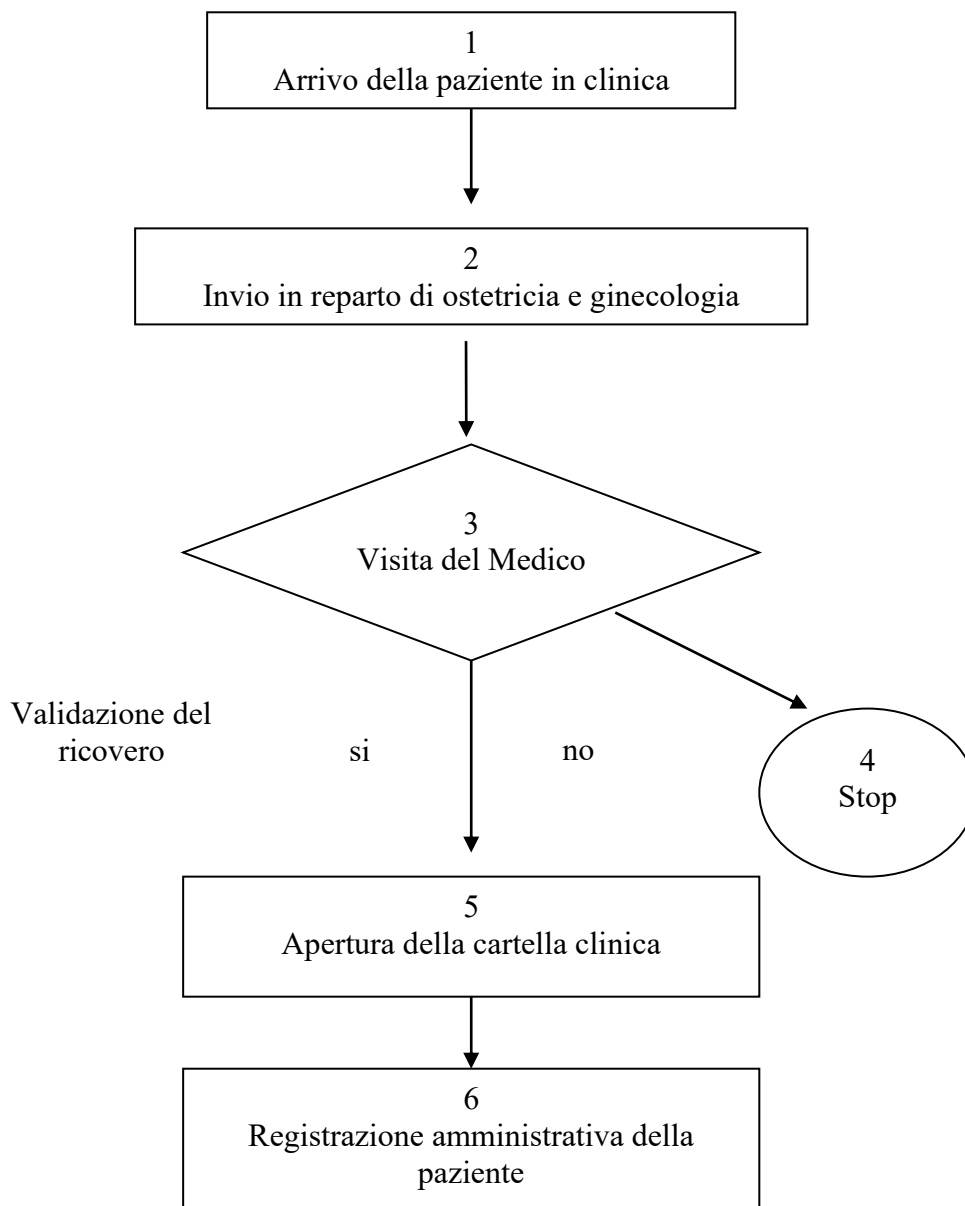 1
Arrivo della paziente in clinica
2
Invio in reparto di ostetricia e ginecologia
3
Visita del Medico
Validazione del
ricovero
si
no
4
Stop
5
Apertura della cartella clinica
6
Registrazione amministrativa della
paziente